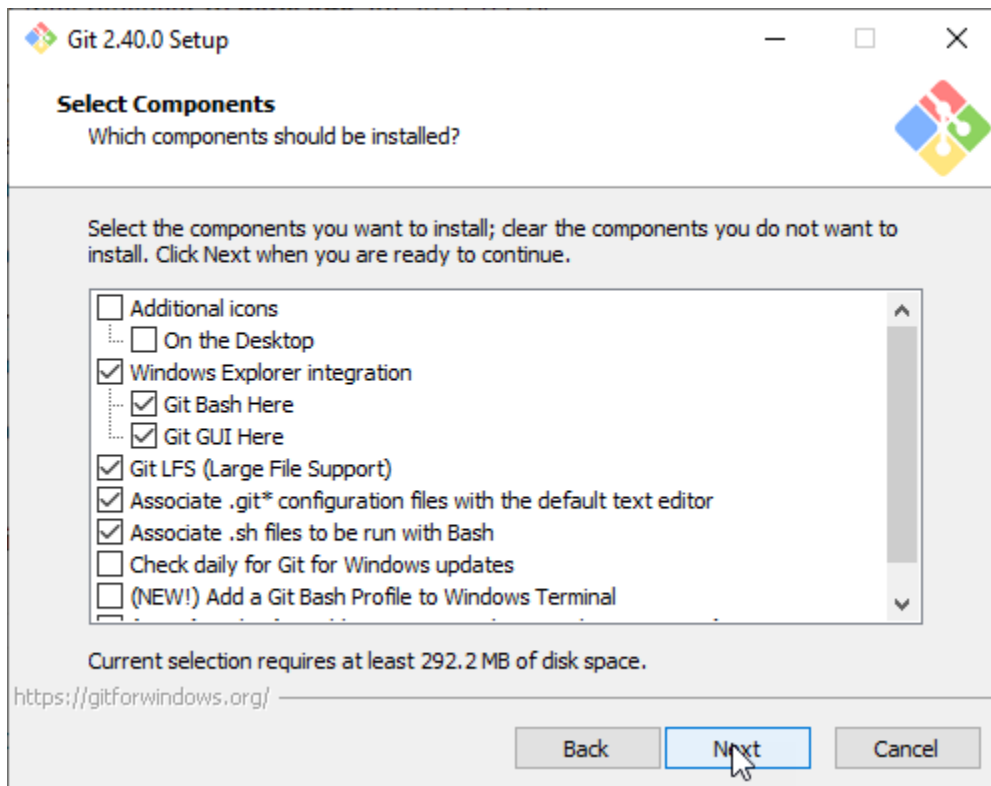 Git 2.40.0 Setup
Select Components
Which components should be installed?
Select the components you want to install; clear the components you do not want to
install. Click Next when you are ready to continue.
Additional icons
On the Desktop
Windows Explorer integration
Git Bash Here
Git GUI Here
Git LFS (Large File Support)
Associate .git* configuration files with the default text editor
Associate .sh files to be run with Bash
Check daily for Git for Windows updates
(NEW!) Add a Git Bash Profile to Windows Terminal
Current selection requires at least 292.2 MB of disk space.
https://gitforwindows.org/
Back Next Cancel